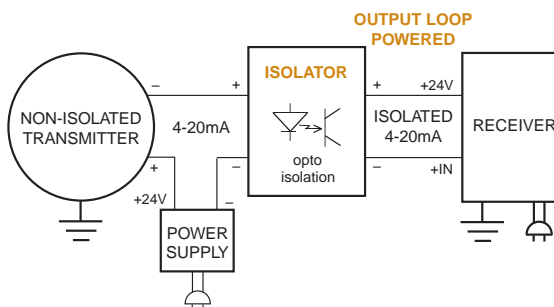 OUTPUT LOOP
POWERED
ISOLATOR
− + + +24V
NON-ISOLATED
TRANSMITTER
4-20mA
ISOLATED
4-20mA
RECEIVER
opto
isolation
+ − − +IN
+24V −
POWER
SUPPLY